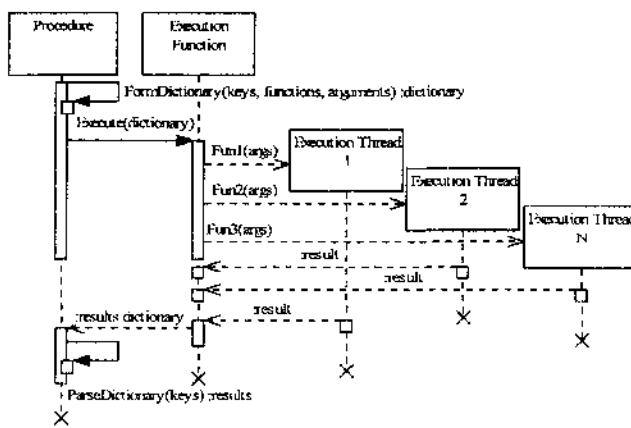 Procedure
Execution
Function
FormDictionary(keys, functions, arguments) :dictionary
Execute(dictionary)
Fun1(args)
Execution Thread
1
Fun2(args)
Execution Thread
2
Fun3(args)
Execution Thread
N
:result
:result
:results dictionary
:result
ParseDictionary(keys) :results